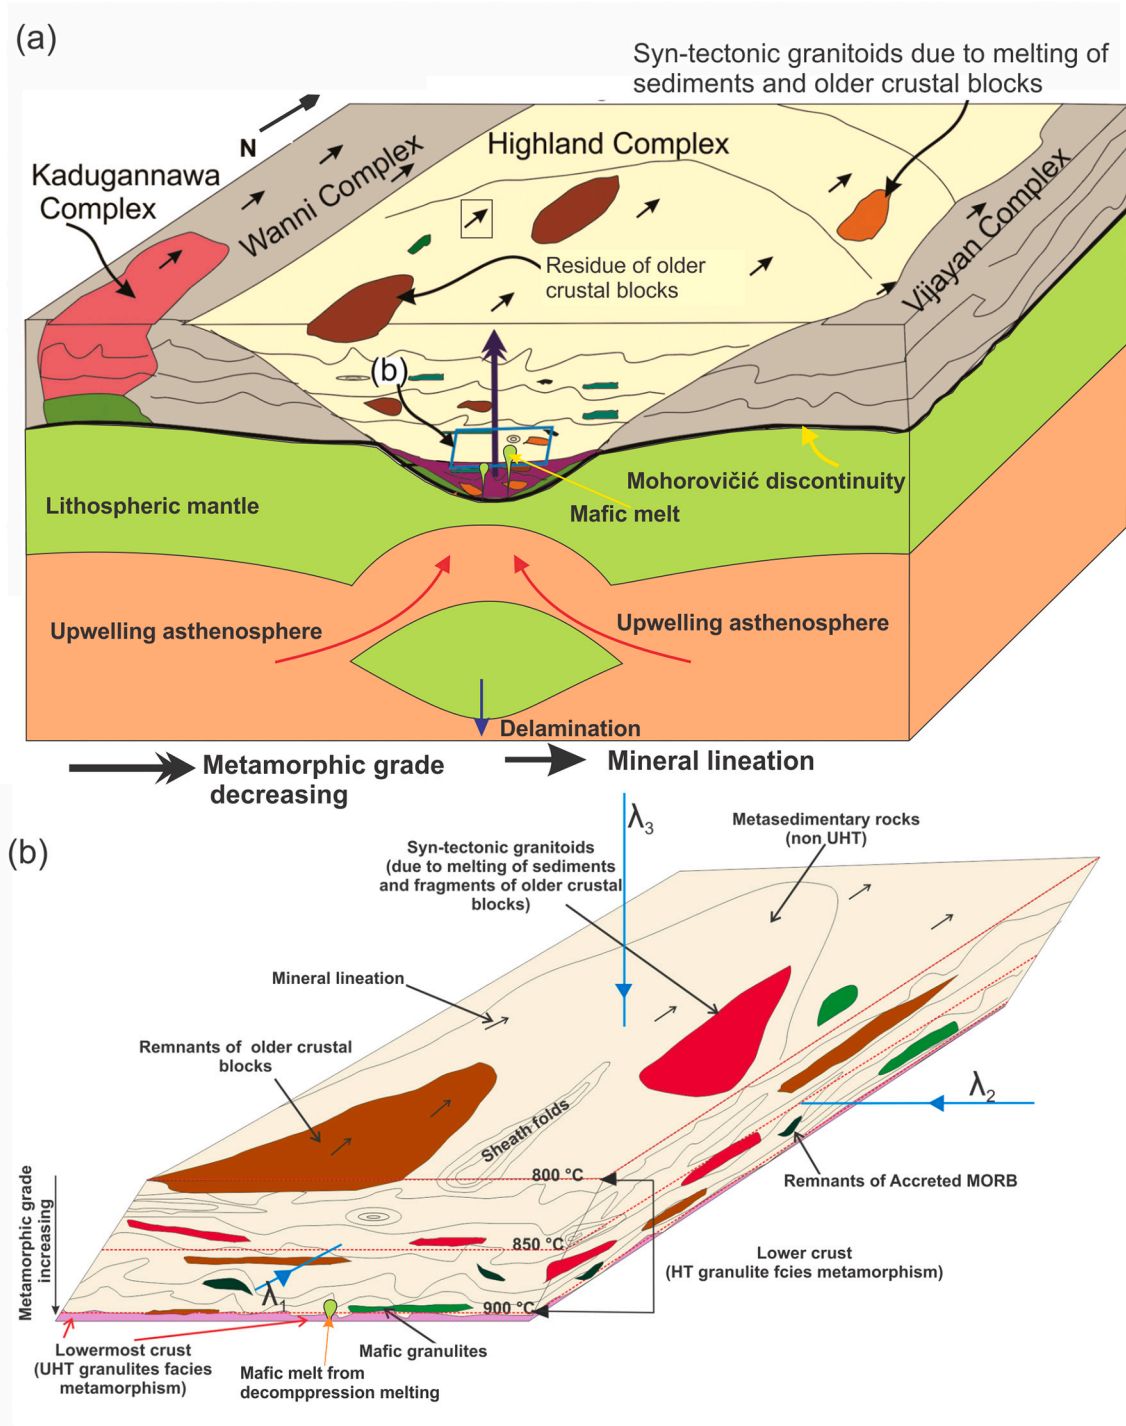 (a)
Syn-tectonic granitoids due to melting of
sediments and older crustal blocks
N
Highland Complex
Kadugannawa
Complex
Wanni Complex
Vijayan Complex
Residue of older
crustal blocks
(b)
Mohorovičić discontinuity
Lithospheric mantle
Mafic melt
Upwelling asthenosphere
Upwelling asthenosphere
Delamination
Metamorphic grade
decreasing
Mineral lineation
(b)
λ3
Metasedimentary rocks
(non UHT)
Syn-tectonic granitoids
(due to melting of sediments
and fragments of older crustal
blocks)
Mineral lineation
Remnants of older crustal
blocks
λ2
Sheath folds
800 °C
Remnants of Accreted MORB
Metamorphic grade
increasing
850 °C
Lower crust
(HT granulite fcies metamorphism)
λ1
900 °C
Lowermost crust
(UHT granulites facies
metamorphism)
Mafic granulites
Mafic melt from
decomppression melting